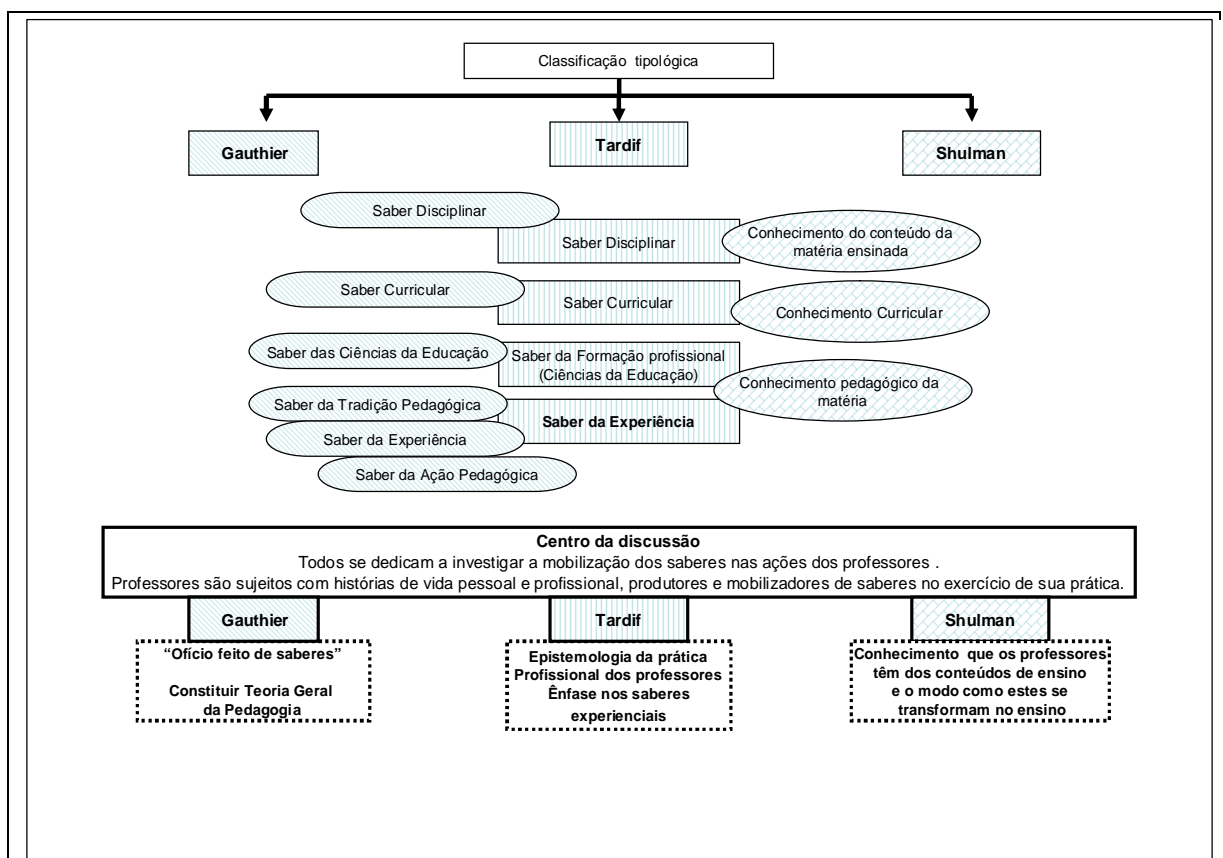 Classificação tipológica
Gauthier
Tardif
Shulman
Saber Disciplinar
Saber Disciplinar
Conhecimento do conteúdo da
matéria ensinada
Saber Curricular
Saber Curricular
Conhecimento Curricular
Saber das Ciências da Educação
Saber da Formação profissional
(Ciências da Educação)
Conhecimento pedagógico da
matéria
Saber da Tradição Pedagógica
Saber da Experiência
Saber da Experiência
Saber da Ação Pedagógica
Centro da discussão
Todos se dedicam a investigar a mobilização dos saberes nas ações dos professores .
Professores são sujeitos com histórias de vida pessoal e profissional, produtores e mobilizadores de saberes no exercício de sua prática.
Gauthier
Tardif
Shulman
“Ofício feito de saberes”
Constituir Teoria Geral
da Pedagogia
Epistemologia da prática
Profissional dos professores
Ênfase nos saberes
experienciais
Conhecimento que os professores
têm dos conteúdos de ensino
e o modo como estes se
transformam no ensino